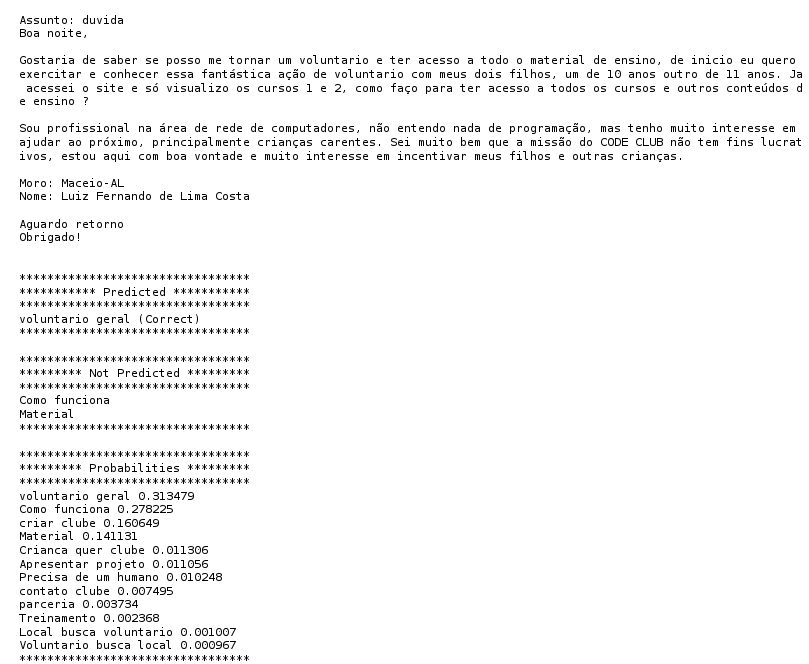 Assunto: duvida
Boa noite,
Gostaria de saber se posso me tornar um voluntario e ter acesso a todo o material de ensino, de inicio eu quero
exercitar e conhecer essa fantástica ação de voluntario com meus dois filhos, um de 10 anos outro de 11 anos. Ja
acessei o site e só visualizo os cursos 1 e 2, como faço para ter acesso a todos os cursos e outros conteúdos d
e ensino ?
Sou profissional na área de rede de computadores, não entendo nada de programação, mas tenho muito interesse em
ajudar ao próximo, principalmente crianças carentes. Sei muito bem que a missão do CODE CLUB não tem fins lucrat
ivos, estou aqui com boa vontade e muito interesse em incentivar meus filhos e outras crianças.
Moro: Maceio-AL
Nome: Luiz Fernando de Lima Costa
Aguardo retorno
Obrigado!
*********************************
*********** Predicted ***********
*********************************
voluntario geral (Correct)
*********************************
*********************************
********* Not Predicted *********
*********************************
Como funciona
Material
*********************************
*********************************
********* Probabilities *********
*********************************
voluntario geral 0.313479
Como funciona 0.278225
criar clube 0.160649
Material 0.141131
Crianca quer clube 0.011306
Apresentar projeto 0.011056
Precisa de um humano 0.010248
contato clube 0.007495
parceria 0.003734
Treinamento 0.002368
Local busca voluntario 0.001007
Voluntario busca local 0.000967
*********************************